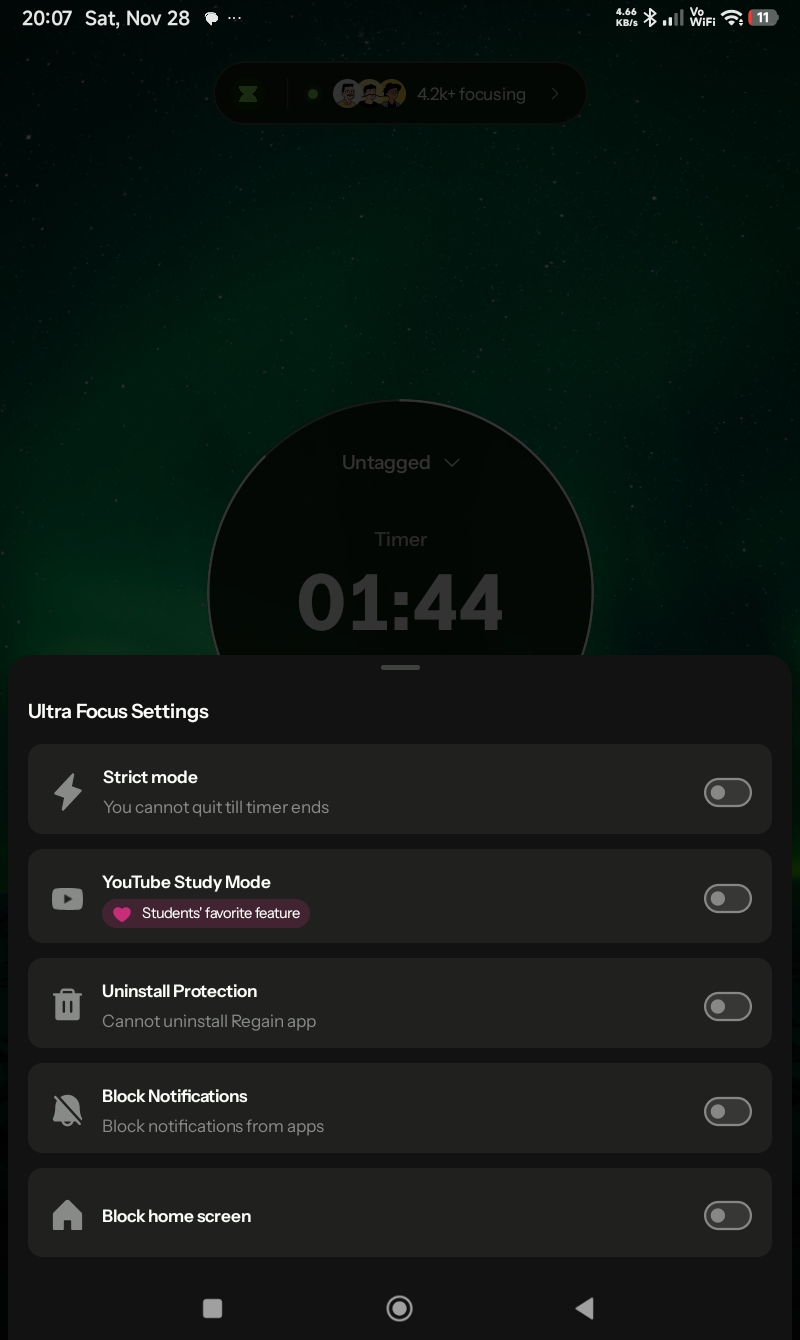 20:07 Sat, Nov 28 ...
4.66 KB/s Vo WiFi 11
4.2k+ focusing
Untagged
Timer
01:44
Ultra Focus Settings
Strict mode
You cannot quit till timer ends
YouTube Study Mode
Students' favorite feature
Uninstall Protection
Cannot uninstall Regain app
Block Notifications
Block notifications from apps
Block home screen